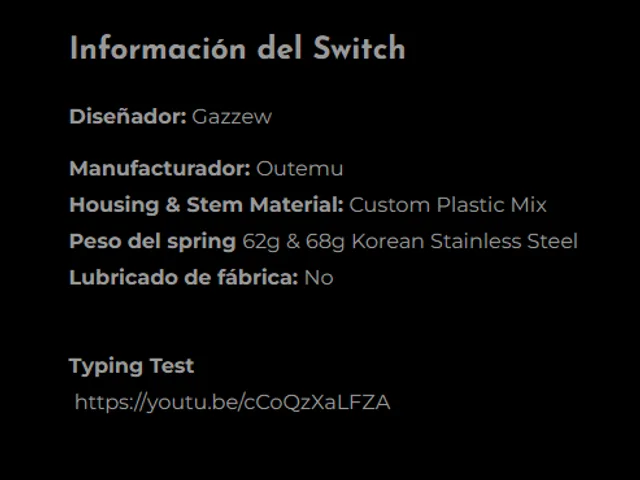 Información del Switch
Diseñador: Gazzew
Manufacturador: Outemu
Housing & Stem Material: Custom Plastic Mix
Peso del spring 62g & 68g Korean Stainless Steel
Lubricado de fábrica: No
Typing Test
https://youtu.be/cCoQzXaLFZA